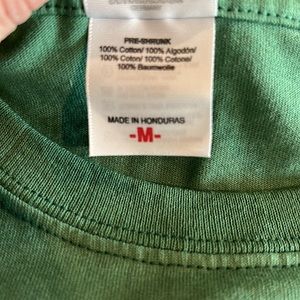 PRE-SHRUNK
100% Cotton/ 100% Algodón/
100% Coton/ 100% Cotone/
100% Baumwolle
MADE IN HONDURAS
-M-